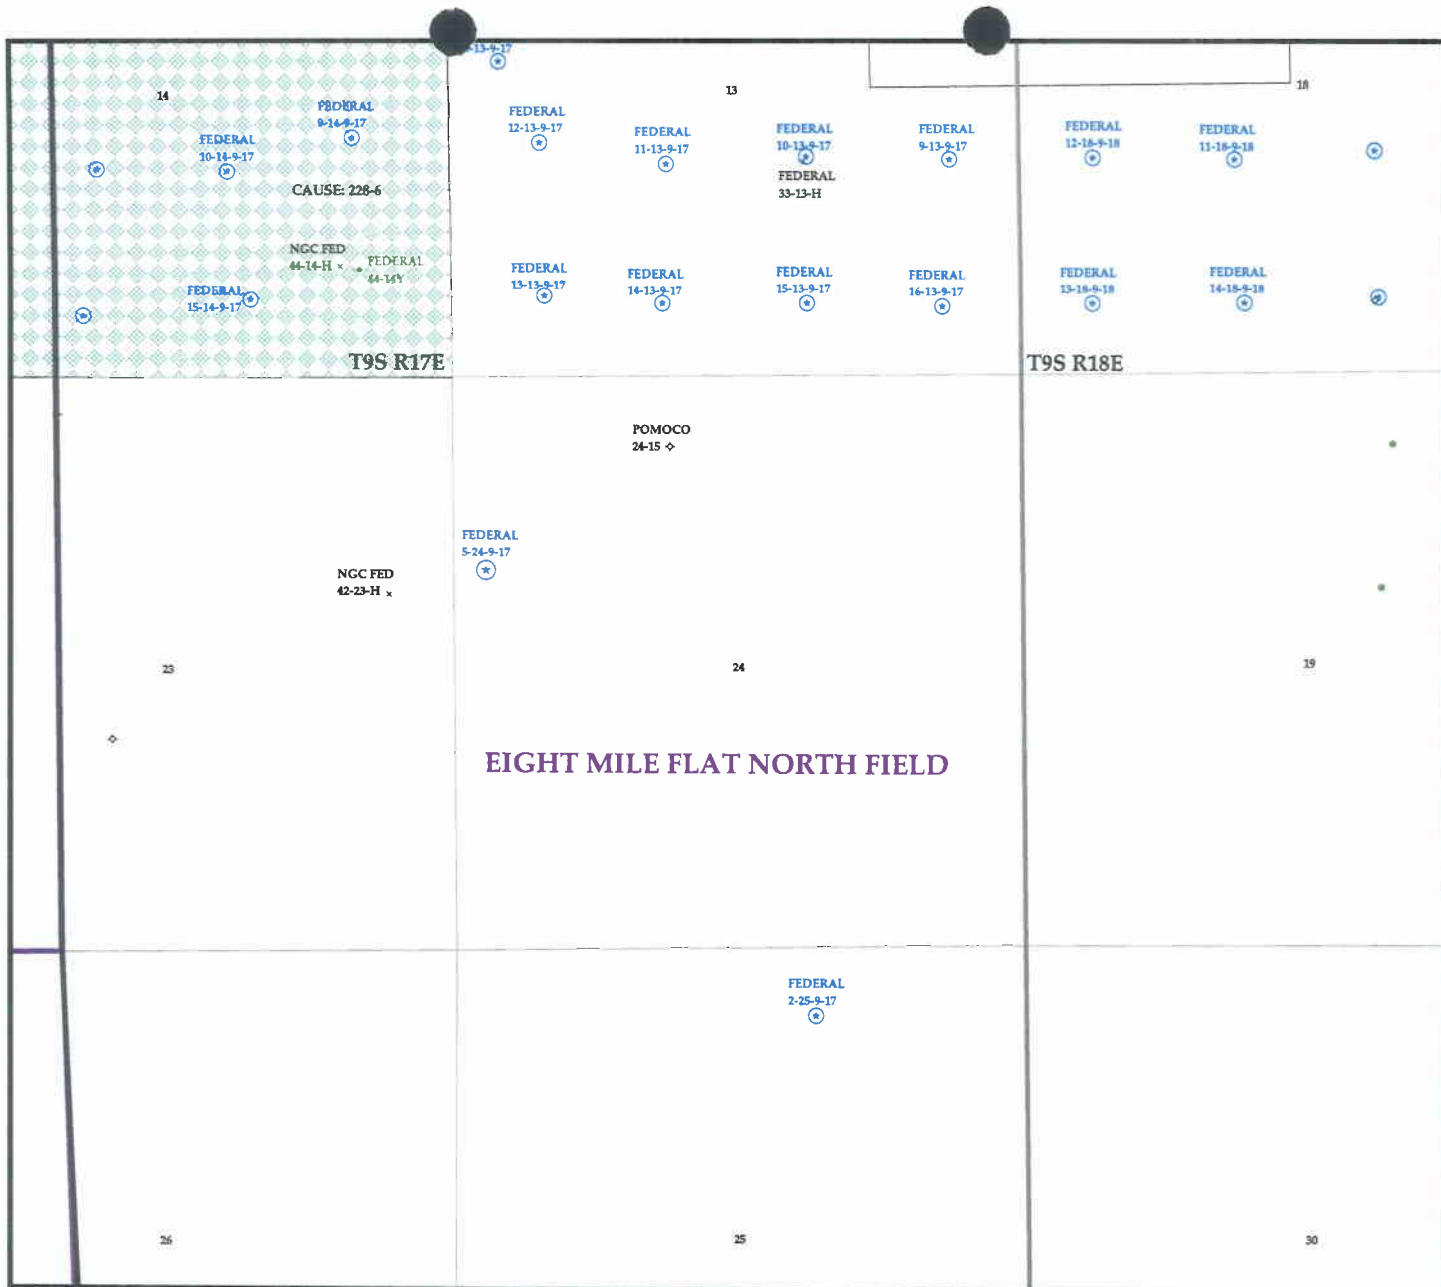 -13-9-17
14
13
18
FEDERAL
9-14-9-17
FEDERAL
12-13-9-17
FEDERAL
10-14-9-17
FEDERAL
11-13-9-17
FEDERAL
10-13-9-17
FEDERAL
9-13-9-17
FEDERAL
12-18-9-18
FEDERAL
11-18-9-18
FEDERAL
33-13-H
CAUSE: 228-6
NGC FED
44-14-H
FEDERAL
44-14Y
FEDERAL
15-14-9-17
FEDERAL
13-13-9-17
FEDERAL
14-13-9-17
FEDERAL
15-13-9-17
FEDERAL
16-13-9-17
FEDERAL
13-18-9-18
FEDERAL
14-18-9-18
T9S R17E
T9S R18E
POMOCO
24-15
FEDERAL
5-24-9-17
NGC FED
42-23-H
23
24
19
EIGHT MILE FLAT NORTH FIELD
FEDERAL
2-25-9-17
26
25
30